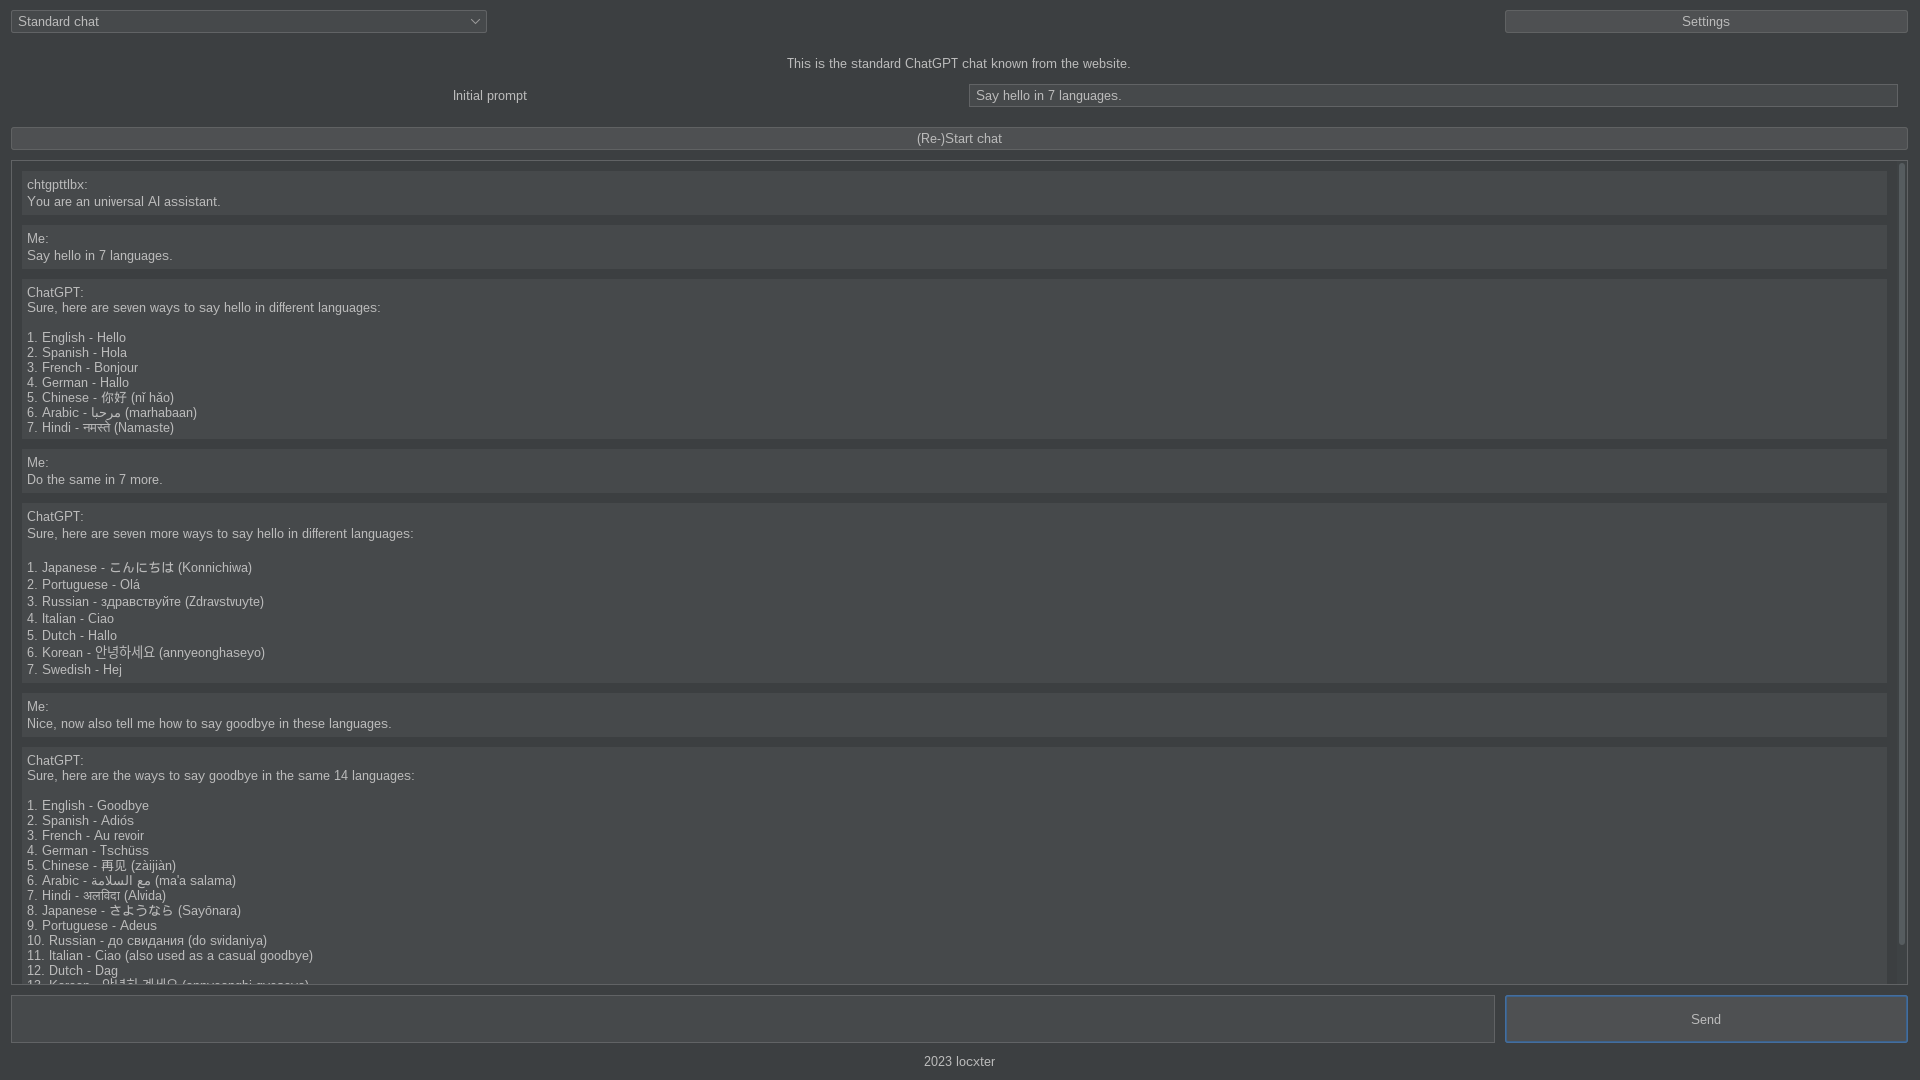 Standard chat
Settings
This is the standard ChatGPT chat known from the website.
Initial prompt
Say hello in 7 languages.
(Re-)Start chat
chtgpttlbx:
You are an universal AI assistant.
Me:
Say hello in 7 languages.
ChatGPT:
Sure, here are seven ways to say hello in different languages:
1. English - Hello
2. Spanish - Hola
3. French - Bonjour
4. German - Hallo
5. Chinese - 你好 (nǐ hǎo)
6. Arabic - مرحبا (marhabaan)
7. Hindi - नमस्ते (Namaste)
Me:
Do the same in 7 more.
ChatGPT:
Sure, here are seven more ways to say hello in different languages:
1. Japanese - こんにちは (Konnichiwa)
2. Portuguese - Olá
3. Russian - здравствуйте (Zdravstvuyte)
4. Italian - Ciao
5. Dutch - Hallo
6. Korean - 안녕하세요 (annyeonghaseyo)
7. Swedish - Hej
Me:
Nice, now also tell me how to say goodbye in these languages.
ChatGPT:
Sure, here are the ways to say goodbye in the same 14 languages:
1. English - Goodbye
2. Spanish - Adiós
3. French - Au revoir
4. German - Tschüss
5. Chinese - 再见 (zàijiàn)
6. Arabic - مع السلامة (ma'a salama)
7. Hindi - अलविदा (Alvida)
8. Japanese - さようなら (Sayōnara)
9. Portuguese - Adeus
10. Russian - до свидания (do svidaniya)
11. Italian - Ciao (also used as a casual goodbye)
12. Dutch - Dag
13. Korean - 안녕히 계세요 (annyeonghi gyeseyo)
Send
2023 locxter